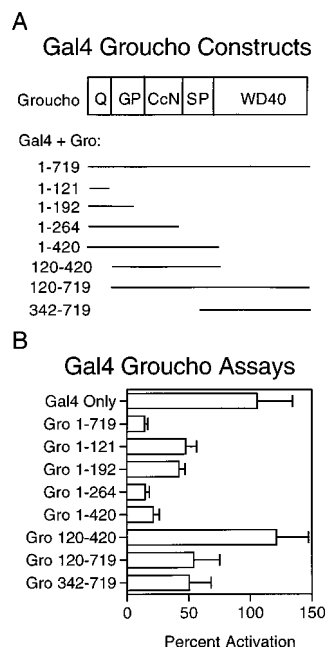 A
Gal4 Groucho Constructs
Groucho Q GP CcN SP WD40
Gal4 + Gro:
1-719
1-121
1-192
1-264
1-420
120-420
120-719
342-719
B
Gal4 Groucho Assays
Gal4 Only
Gro 1-719
Gro 1-121
Gro 1-192
Gro 1-264
Gro 1-420
Gro 120-420
Gro 120-719
Gro 342-719
0 50 100 150
Percent Activation